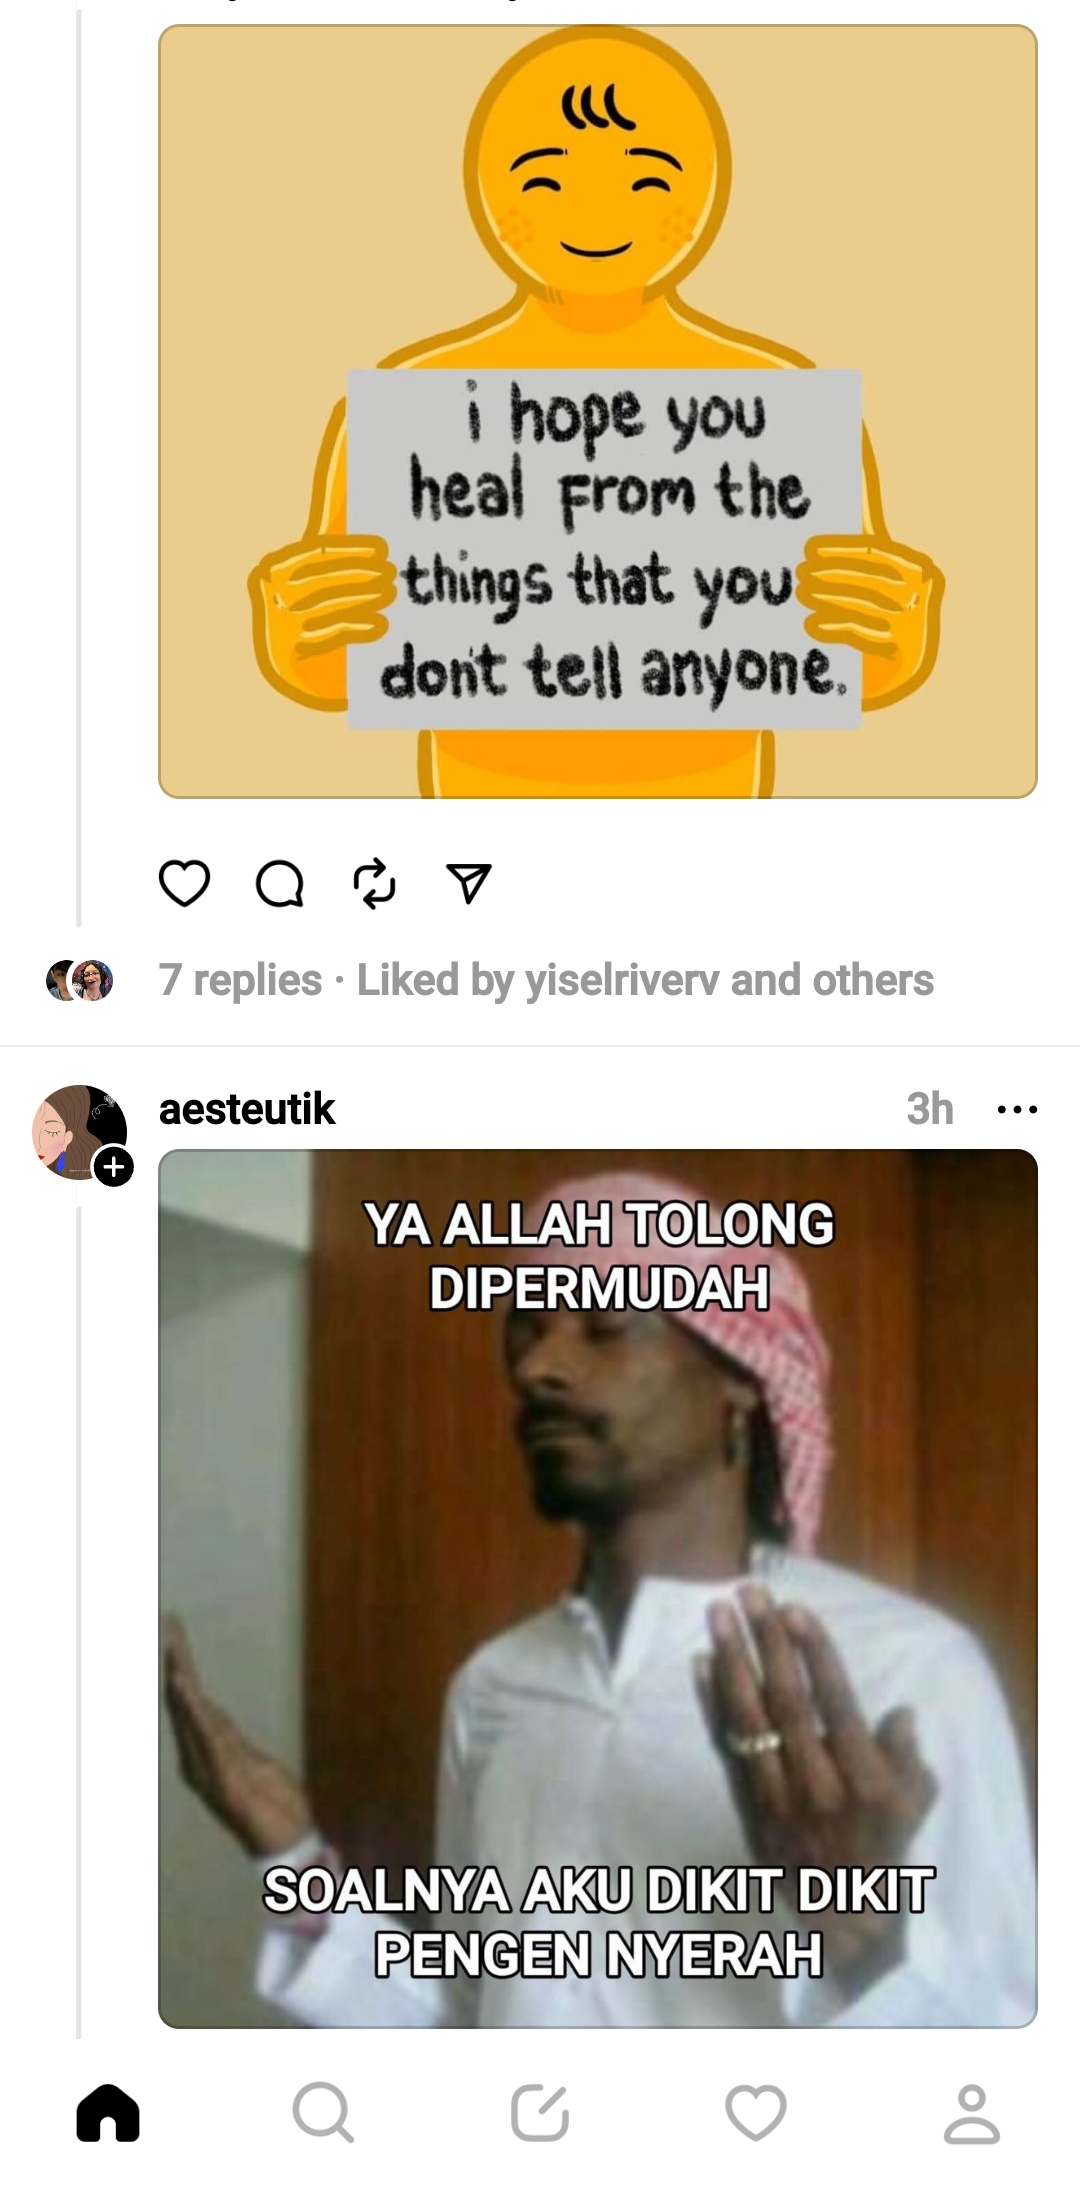 i hope you
heal from the
things that you
don't tell anyone.
7 replies · Liked by yiselriverv and others
aesteutik
3h
YA ALLAH TOLONG
DIPERMUDAH
SOALNYA AKU DIKIT DIKIT
PENGEN NYERAH